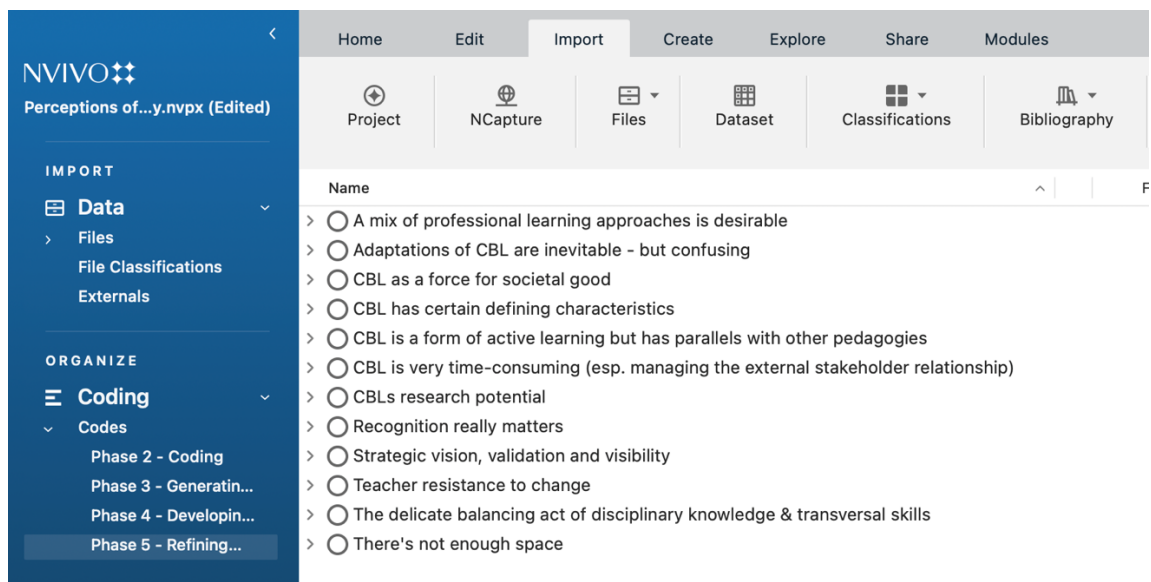 NVIVO
Perceptions of...y.nvpx (Edited)
IMPORT
Data
Files
File Classifications
Externals
ORGANIZE
Coding
Codes
Phase 2 - Coding
Phase 3 - Generatin...
Phase 4 - Developin...
Phase 5 - Refining...
Home Edit Import Create Explore Share Modules
Project NCapture Files Dataset Classifications Bibliography
Name F
A mix of professional learning approaches is desirable
Adaptations of CBL are inevitable - but confusing
CBL as a force for societal good
CBL has certain defining characteristics
CBL is a form of active learning but has parallels with other pedagogies
CBL is very time-consuming (esp. managing the external stakeholder relationship)
CBLs research potential
Recognition really matters
Strategic vision, validation and visibility
Teacher resistance to change
The delicate balancing act of disciplinary knowledge & transversal skills
There's not enough space